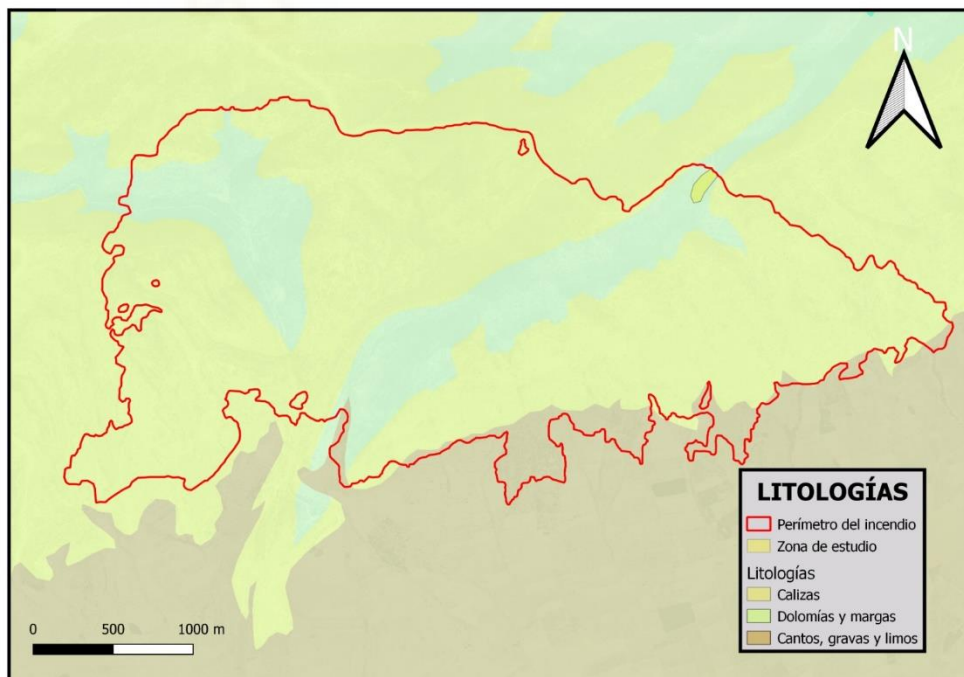 N
LITOLOGÍAS
Perímetro del incendio
Zona de estudio
Litologías
Calizas
Dolomías y margas
Cantos, gravas y limos
0 500 1000 m